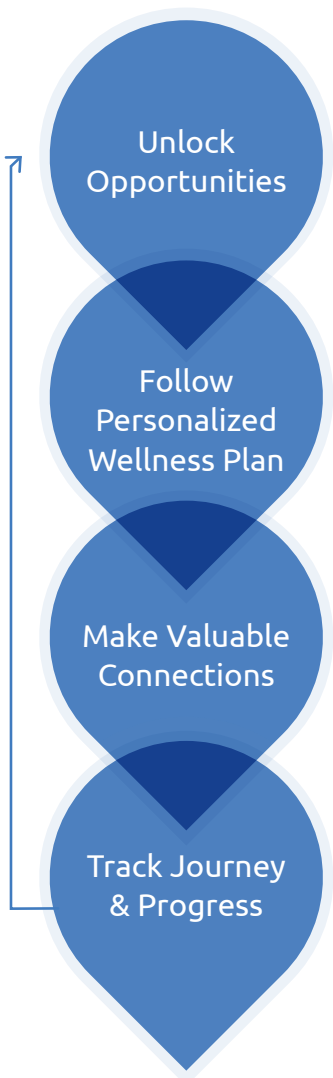 Unlock
Opportunities
Follow
Personalized
Wellness Plan
Make Valuable
Connections
Track Journey
& Progress